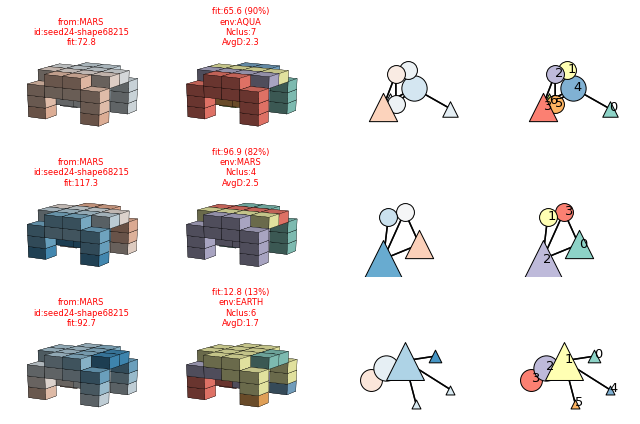 from:MARS
id:seed24-shape68215
fit:72.8
fit:65.6 (90%)
env:AQUA
Nclus:7
AvgD:2.3
2
1
4
0
3
6
5
from:MARS
id:seed24-shape68215
fit:117.3
fit:96.9 (82%)
env:MARS
Nclus:4
AvgD:2.5
1
3
0
2
from:MARS
id:seed24-shape68215
fit:92.7
fit:12.8 (13%)
env:EARTH
Nclus:6
AvgD:1.7
0
1
2
3
4
5